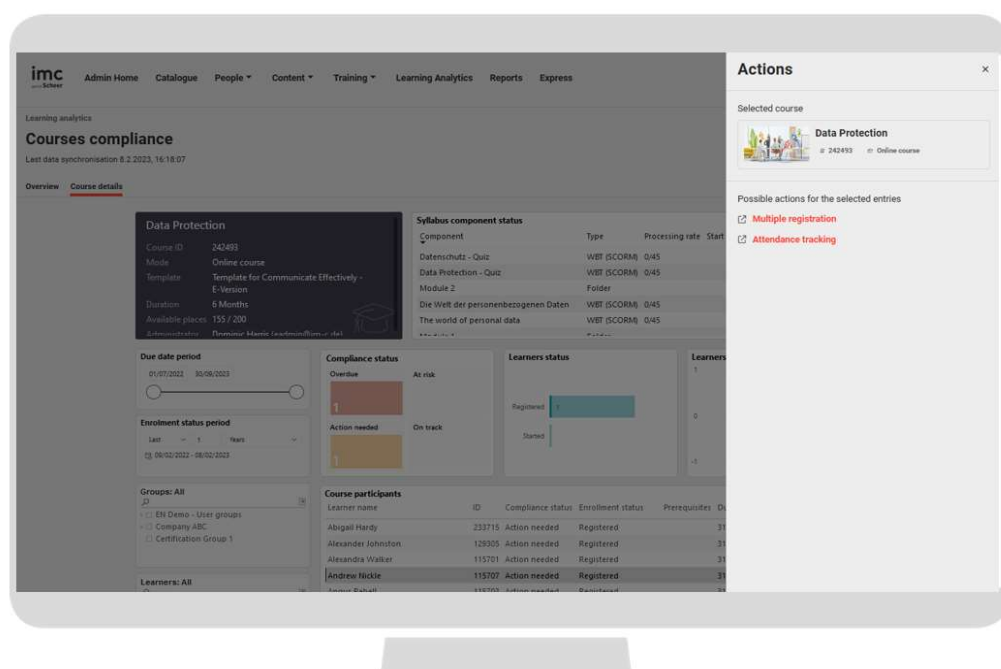 imc
Scheer
Admin Home Catalogue People Content Training Learning Analytics Reports Express
Learning analytics
Courses compliance
Last data synchronisation 8.2.2023, 16:18:07
Overview Course details
Data Protection
Course ID 242493
Mode Online course
Template Template for Communicate Effectively -
E-Version
Duration 6 Months
Available places 155 / 200
Administrator Dominic Harris
Syllabus component status
Component Type Processing rate Start
Datenschutz - Quiz WBT (SCORM) 0/45
Data Protection - Quiz WBT (SCORM) 0/45
Module 2 Folder
Die Welt der personenbezogenen Daten WBT (SCORM) 0/45
The world of personal data WBT (SCORM) 0/45
Due date period
01/07/2022 30/09/2023
Enrolment status period
Last 1 Years
09/02/2022 - 08/02/2023
Groups: All
EN Demo - User groups
Company ABC
Certification Group 1
Learners: All
Compliance status
Overdue At risk
1
Action needed On track
1
Learners status
Registered 1
Started
Learners
1
0
-1
Course participants
Learner name ID Compliance status Enrollment status Prerequisites Du
Abigail Hardy 233715 Action needed Registered 31
Alexander Johnston 129305 Action needed Registered 31
Alexandra Walker 115701 Action needed Registered 31
Andrew Nickle 115707 Action needed Registered 31
Actions ×
Selected course
Data Protection
# 242493 Online course
Possible actions for the selected entries
Multiple registration
Attendance tracking